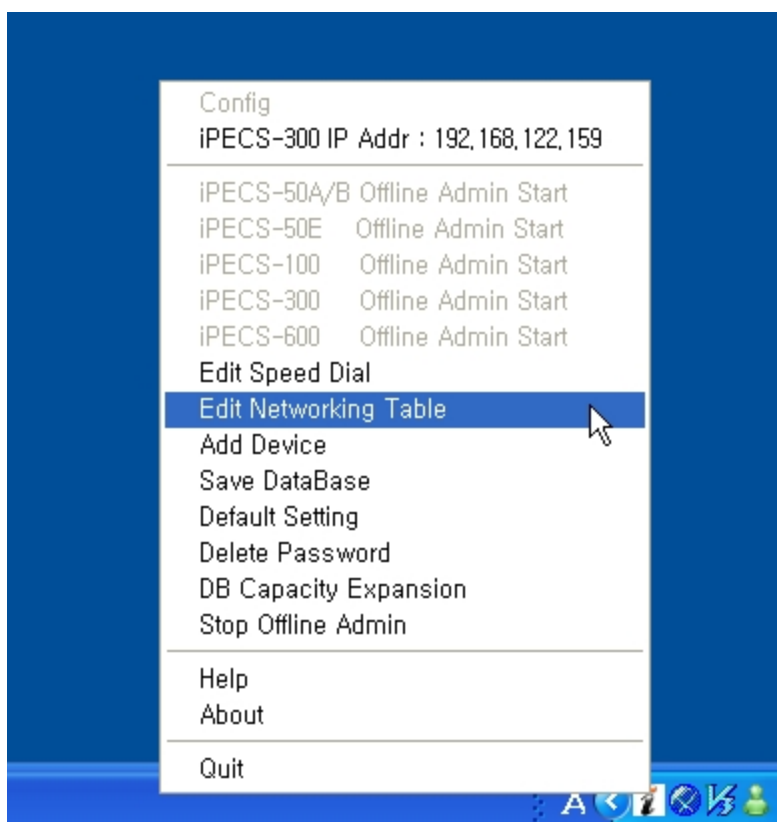 Config
iPECS-300 IP Addr : 192,168,122,159
iPECS-50A/B Offline Admin Start
iPECS-50E Offline Admin Start
iPECS-100 Offline Admin Start
iPECS-300 Offline Admin Start
iPECS-600 Offline Admin Start
Edit Speed Dial
Edit Networking Table
Add Device
Save DataBase
Default Setting
Delete Password
DB Capacity Expansion
Stop Offline Admin
Help
About
Quit
A